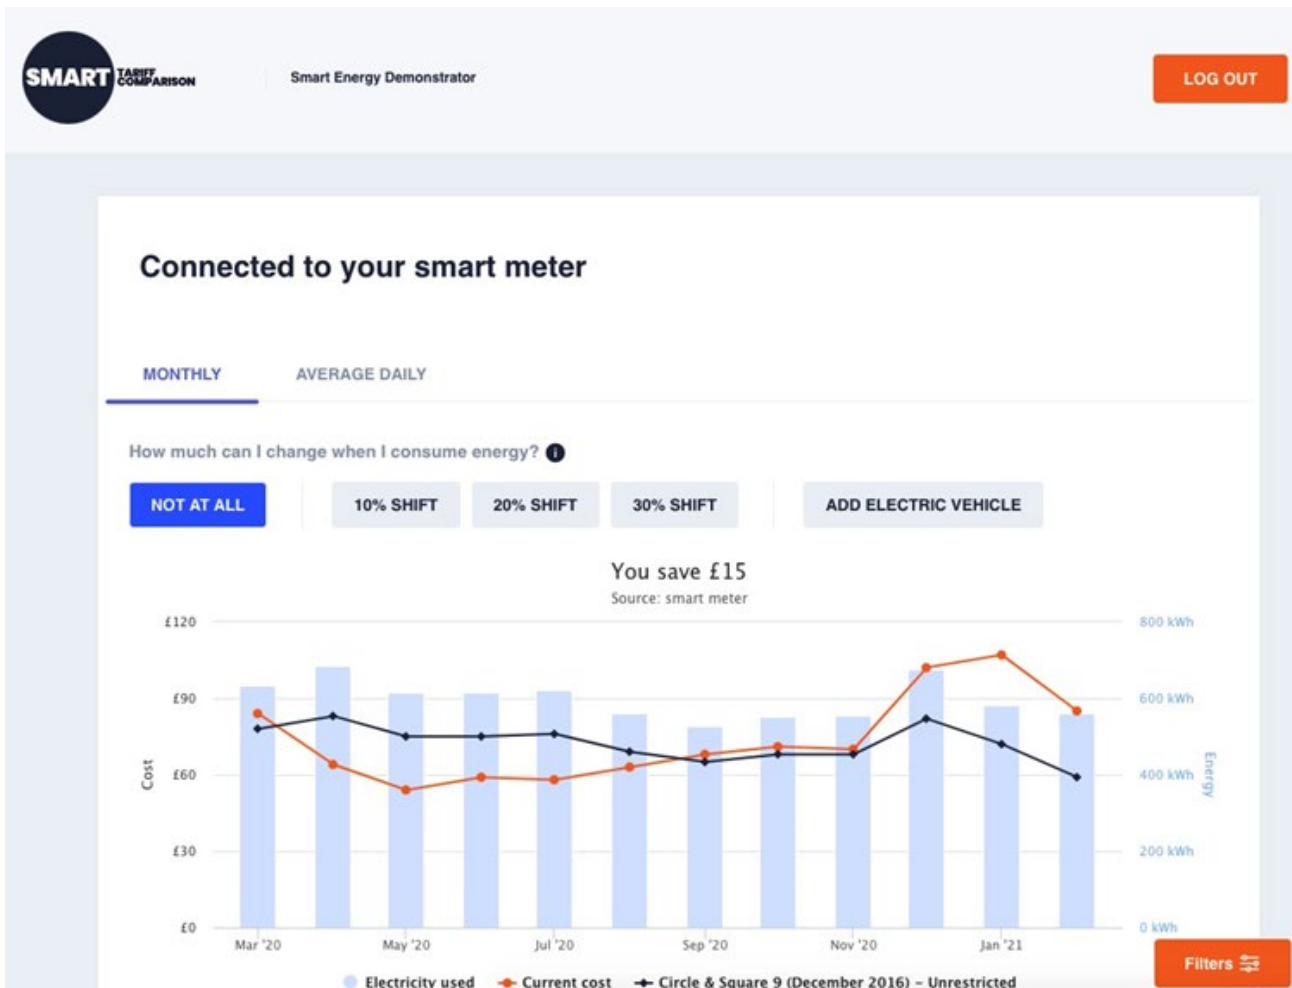 SMART TARIFF COMPARISON
Smart Energy Demonstrator
LOG OUT
Connected to your smart meter
MONTHLY
AVERAGE DAILY
How much can I change when I consume energy? i
NOT AT ALL
10% SHIFT
20% SHIFT
30% SHIFT
ADD ELECTRIC VEHICLE
You save £15
Source: smart meter
£120
£90
£60
£30
£0
Cost
800 kWh
600 kWh
400 kWh
200 kWh
0 kWh
Energy
Mar '20
May '20
Jul '20
Sep '20
Nov '20
Jan '21
Electricity used
Current cost
Circle & Square 9 (December 2016) – Unrestricted
Filters